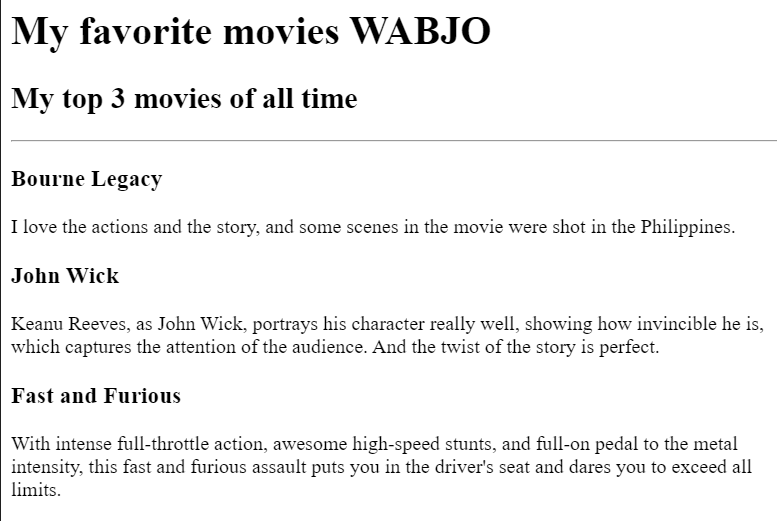 My favorite movies WABJO
My top 3 movies of all time
Bourne Legacy
I love the actions and the story, and some scenes in the movie were shot in the Philippines.
John Wick
Keanu Reeves, as John Wick, portrays his character really well, showing how invincible he is,
which captures the attention of the audience. And the twist of the story is perfect.
Fast and Furious
With intense full-throttle action, awesome high-speed stunts, and full-on pedal to the metal
intensity, this fast and furious assault puts you in the driver's seat and dares you to exceed all
limits.